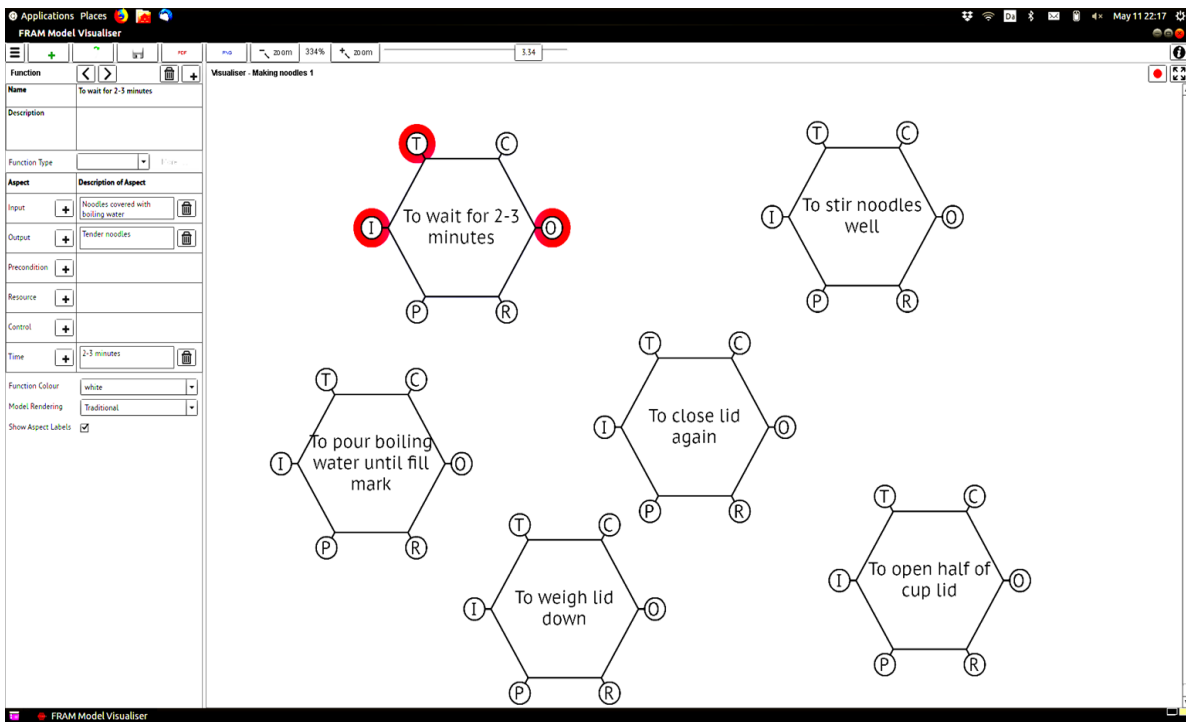 Applications Places
Da
May 11 22:17
FRAM Model Visualiser
PDF
zoom
334%
zoom
3.34
Function
Visualiser - Making noodles 1
Name
To wait for 2-3 minutes
Description
Function Type
Aspect
Description of Aspect
Input
Noodles covered with
boiling water
Output
Tender noodles
Precondition
Resource
Control
Time
2-3 minutes
Function Colour
white
Model Rendering
Traditional
Show Aspect Labels
T
C
I
To wait for 2-3
minutes
O
P
R
T
C
I
To stir noodles
well
O
P
R
T
C
I
To close lid
again
O
P
R
T
C
I
To pour boiling
water until fill
mark
O
P
R
T
C
I
To weigh lid
down
O
P
R
T
C
I
To open half of
cup lid
O
P
R
FRAM Model Visualiser